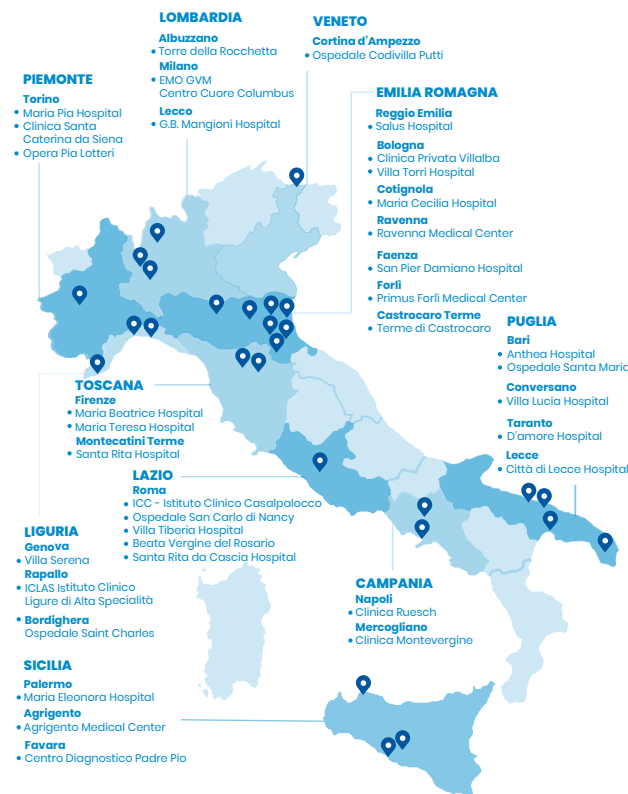 LOMBARDIA
Albuzzano
• Torre della Rocchetta
Milano
• EMO GVM
Centro Cuore Columbus
Lecco
• G.B. Mangioni Hospital
VENETO
Cortina d'Ampezzo
• Ospedale Codivilla Putti
PIEMONTE
Torino
• Maria Pia Hospital
• Clinica Santa
Caterina da Siena
• Opera Pia Lotteri
EMILIA ROMAGNA
Reggio Emilia
• Salus Hospital
Bologna
• Clinica Privata Villalba
• Villa Torri Hospital
Cotignola
• Maria Cecilia Hospital
Ravenna
• Ravenna Medical Center
Faenza
• San Pier Damiano Hospital
Forlì
• Primus Forlì Medical Center
Castrocaro Terme
• Terme di Castrocaro
PUGLIA
Bari
• Anthea Hospital
• Ospedale Santa Maria
Conversano
• Villa Lucia Hospital
Taranto
• D'amore Hospital
Lecce
• Città di Lecce Hospital
TOSCANA
Firenze
• Maria Beatrice Hospital
• Maria Teresa Hospital
Montecatini Terme
• Santa Rita Hospital
LAZIO
Roma
• ICC - Istituto Clinico Casalpalocco
• Ospedale San Carlo di Nancy
• Villa Tiberia Hospital
• Beata Vergine del Rosario
• Santa Rita da Cascia Hospital
LIGURIA
Genova
• Villa Serena
Rapallo
• ICLAS Istituto Clinico
Ligure di Alta Specialità
• Bordighera
Ospedale Saint Charles
CAMPANIA
Napoli
• Clinica Ruesch
Mercogliano
• Clinica Montevergine
SICILIA
Palermo
• Maria Eleonora Hospital
Agrigento
• Agrigento Medical Center
Favara
• Centro Diagnostico Padre Pio